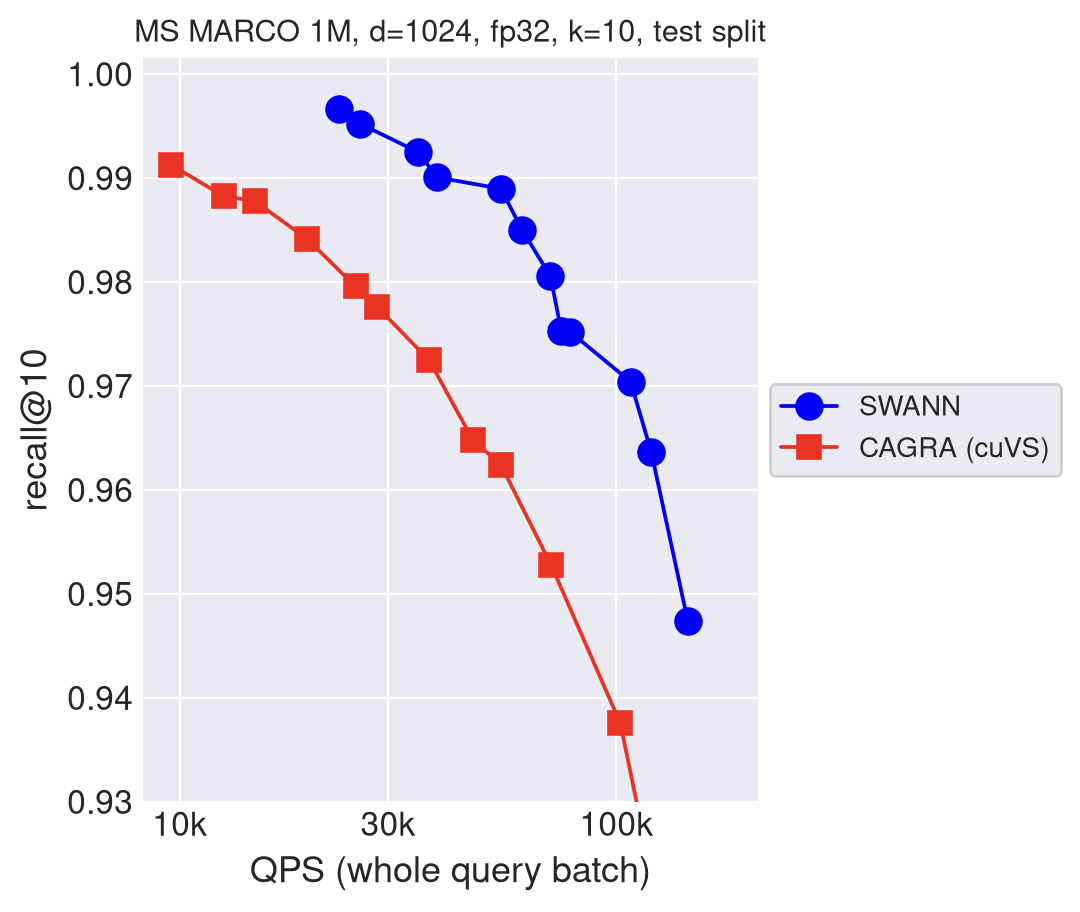 MS MARCO 1M, d=1024, fp32, k=10, test split
1.00
0.99
0.98
0.97
0.96
0.95
0.94
0.93
recall@10
10k 30k 100k
QPS (whole query batch)
SWANN
CAGRA (cuVS)